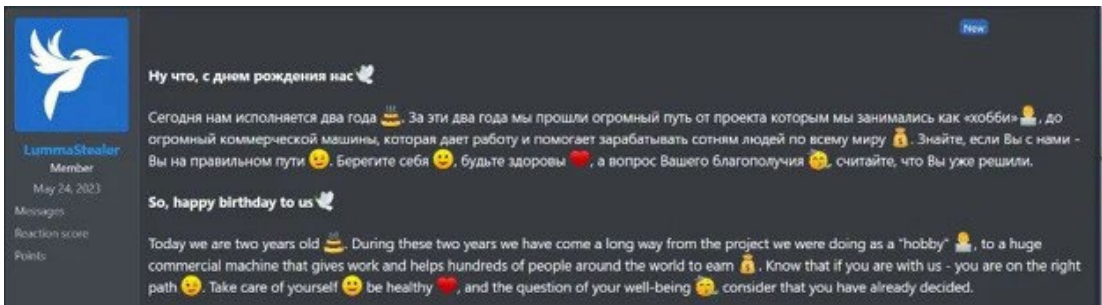 New
Ну что, с днем рождения нас🕊️
Сегодня нам исполняется два года 🎂. За эти два года мы прошли огромный путь от проекта которым мы занимались как «хобби»👨‍💻, до
огромный коммерческой машины, которая дает работу и помогает зарабатывать сотням людей по всему миру 💰. Знайте, если Вы с нами -
Вы на правильном пути 😉. Берегите себя 🙂, будьте здоровы ❤️, а вопрос Вашего благополучия 🥳, считайте, что Вы уже решили.
LummaStealer
Member
May 24, 2023
Messages
Reaction score
Points
So, happy birthday to us🕊️
Today we are two years old 🎂. During these two years we have come a long way from the project we were doing as a "hobby" 👨‍💻, to a huge
commercial machine that gives work and helps hundreds of people around the world to earn 💰. Know that if you are with us - you are on the right
path 😉. Take care of yourself 🙂 be healthy ❤️, and the question of your well-being 🥳, consider that you have already decided.